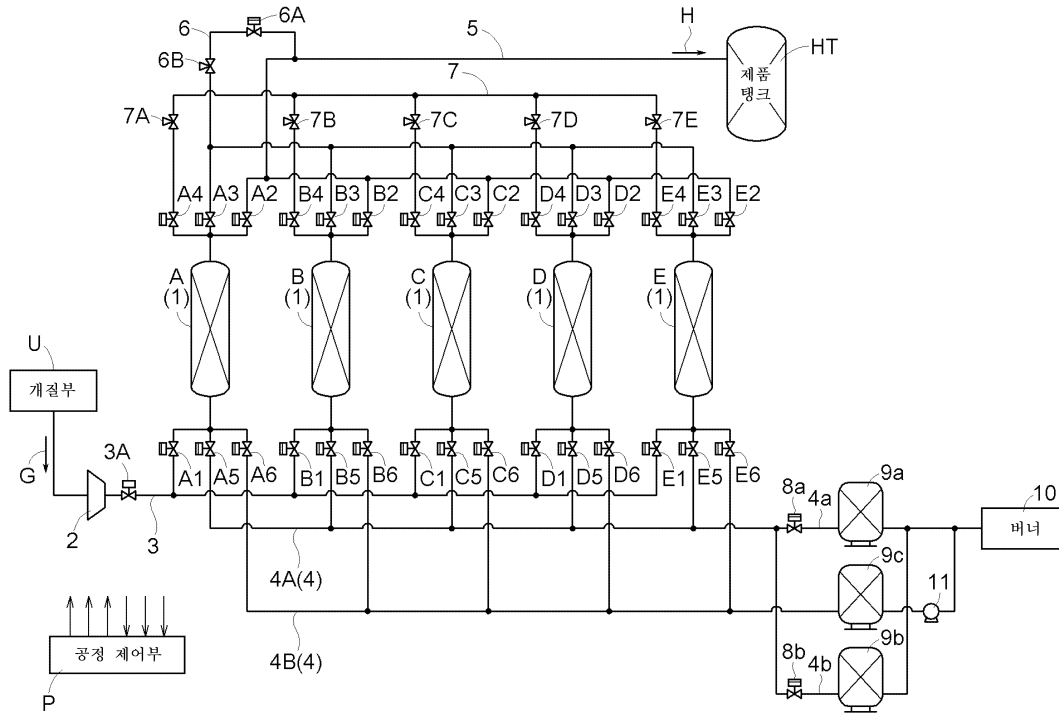 6A
6
5
H
HT
6B
제품
탱크
7
7A
7B
7C
7D
7E
A4 A3 A2 B4 B3 B2 C4 C3 C2 D4 D3 D2 E4 E3 E2
A B C D E
(1) (1) (1) (1) (1)
U
개질부
3A
G
A1 A5 A6 B1 B5 B6 C1 C5 C6 D1 D5 D6 E1 E5 E6
2
3
8a 4a 9a
10
버너
4A(4)
9c
11
공정 제어부
4B(4)
8b 4b 9b
P